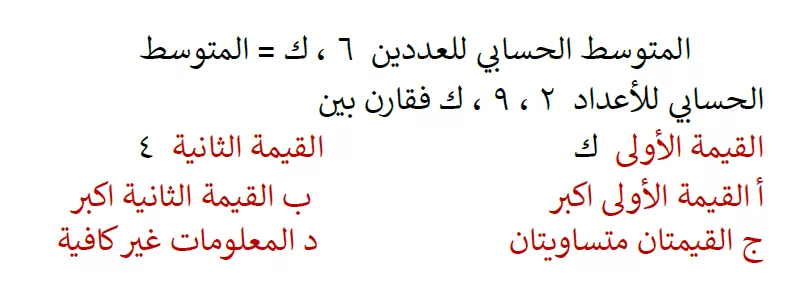 المتوسط الحسابي للعددين ٦ ، ك = المتوسط
الحسابي للأعداد ٢ ، ٩ ، ك فقارن بين
القيمة الأولى ك القيمة الثانية ٤
أ القيمة الأولى اكبر ب القيمة الثانية اكبر
ج القيمتان متساويتان د المعلومات غير كافية